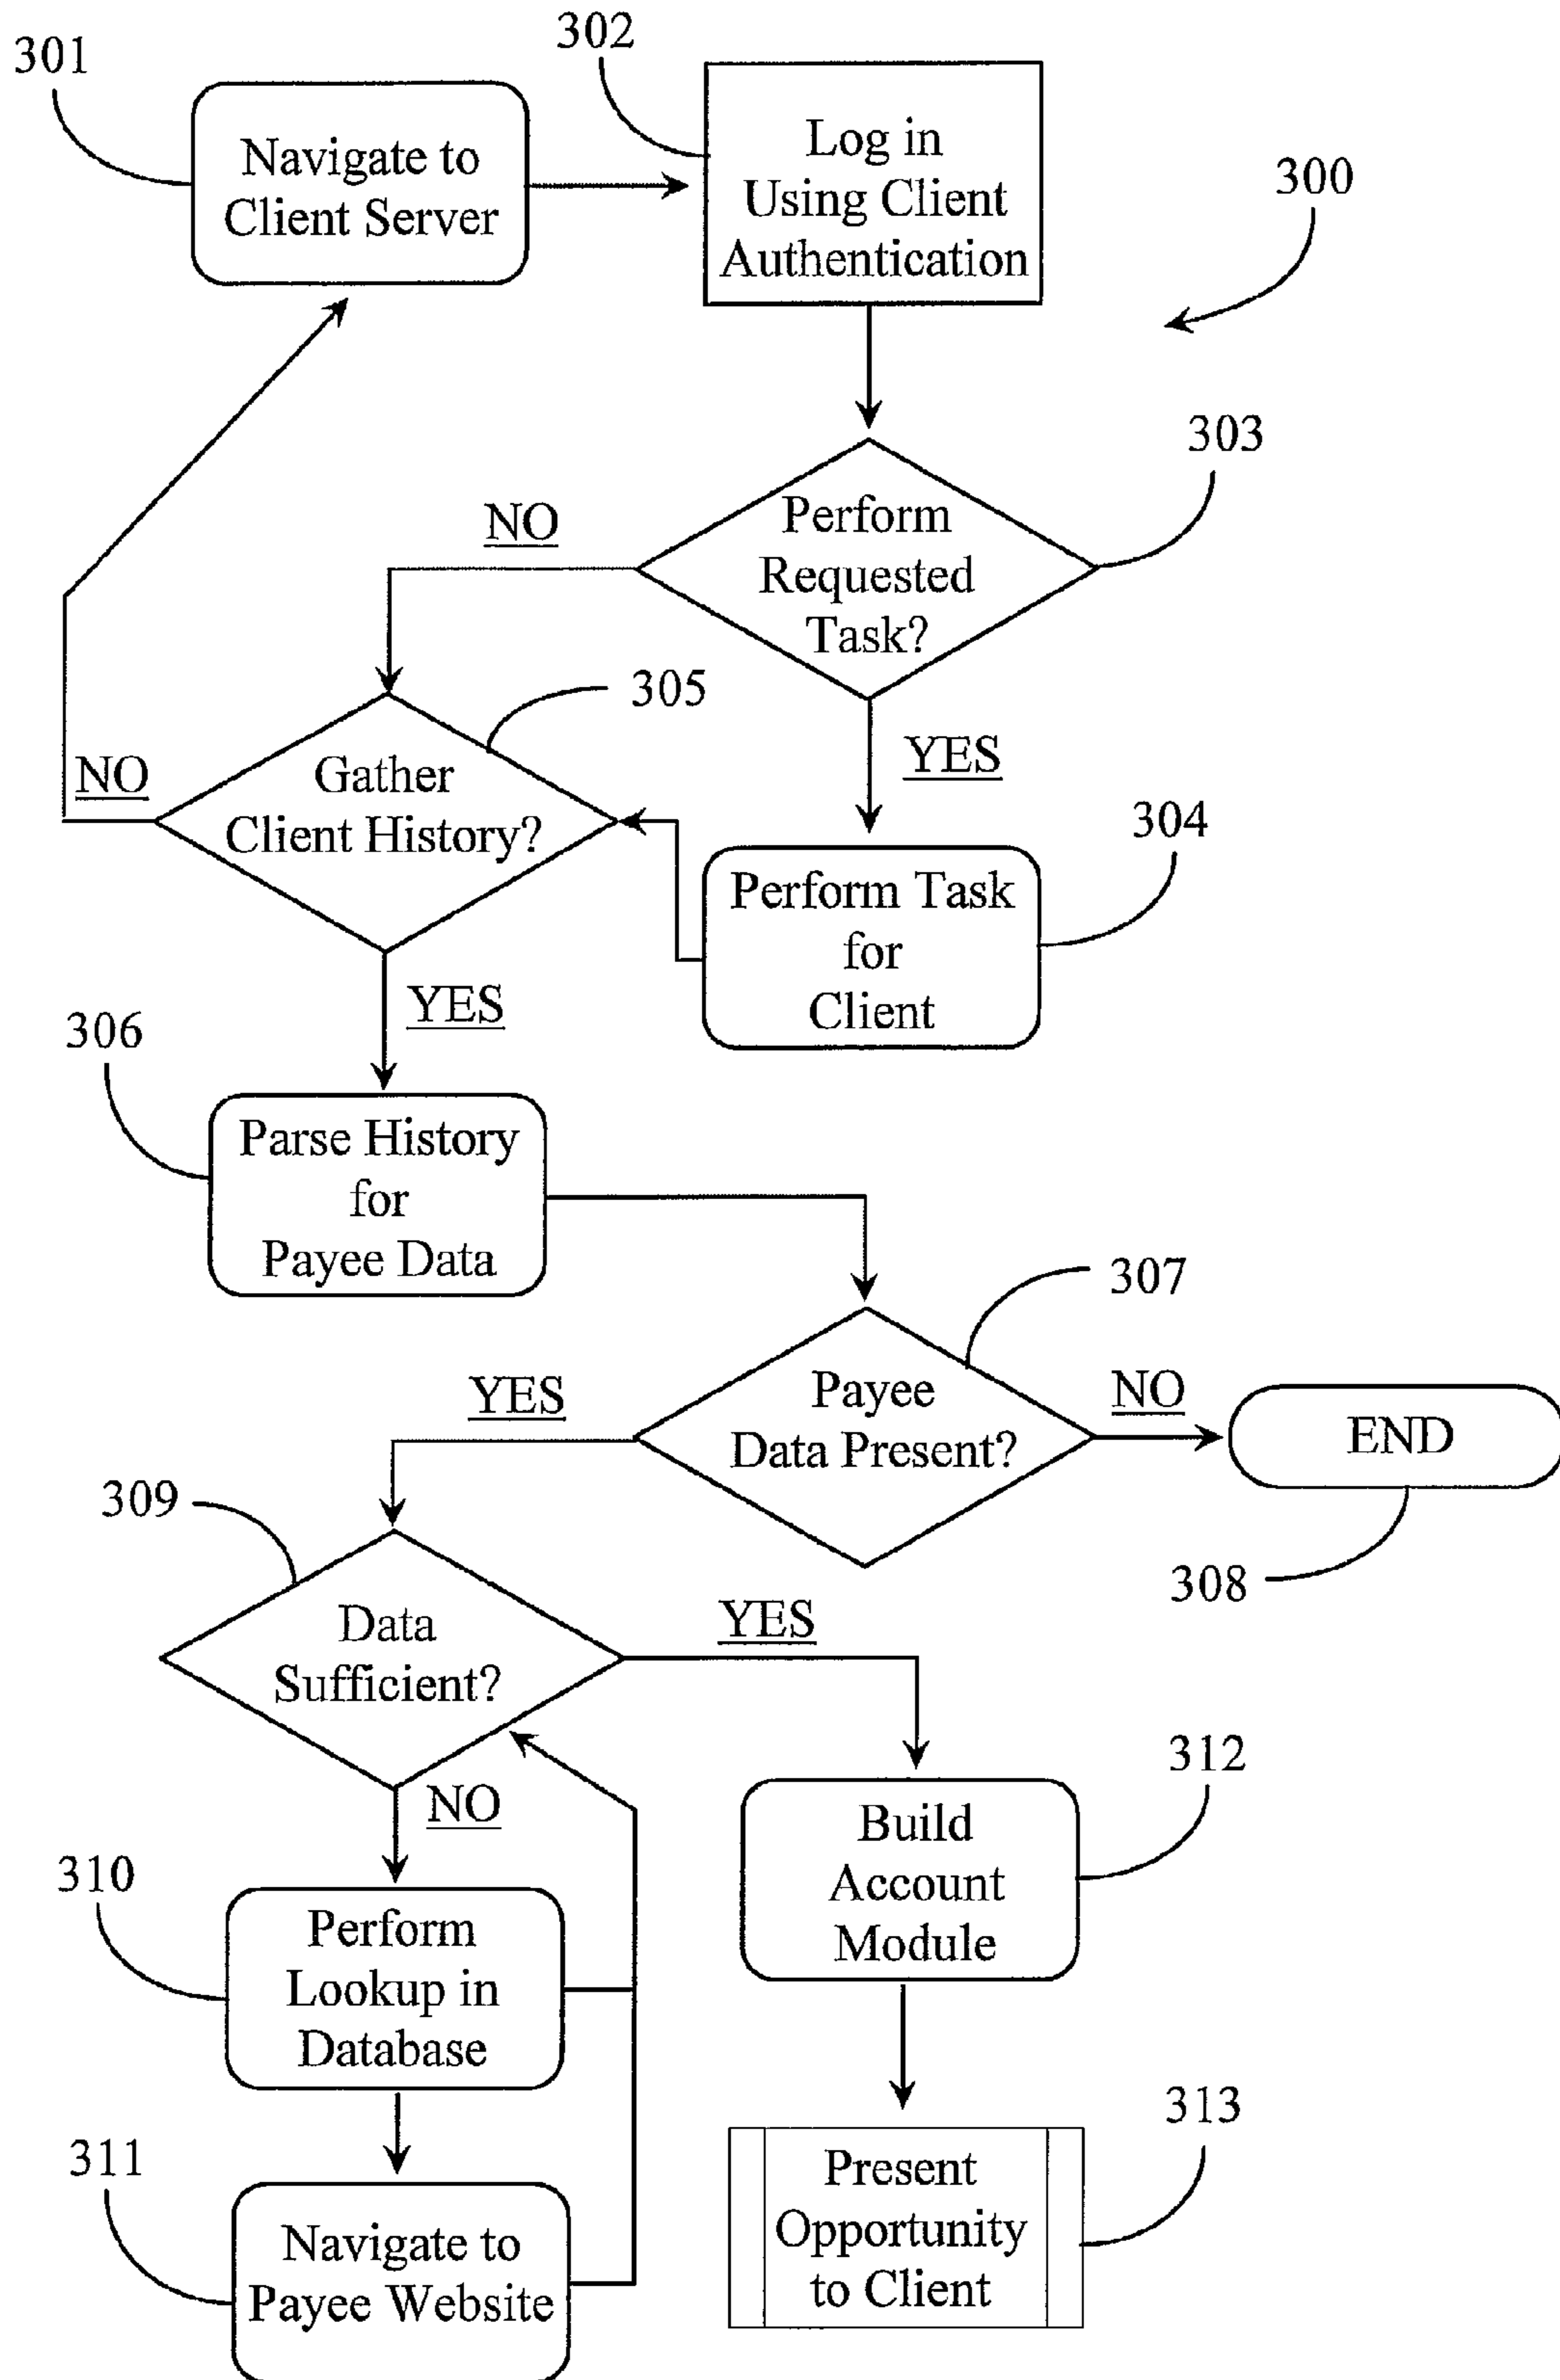 301
302
Navigate to
Client Server
Log in
Using Client
Authentication
300
303
Perform
Requested
Task?
NO
305
Gather
Client History?
NO
YES
304
Perform Task
for
Client
YES
306
Parse History
for
Payee Data
307
Payee
Data Present?
YES
NO
END
308
309
Data
Sufficient?
YES
NO
312
Build
Account
Module
310
Perform
Lookup in
Database
313
Present
Opportunity
to Client
311
Navigate to
Payee Website